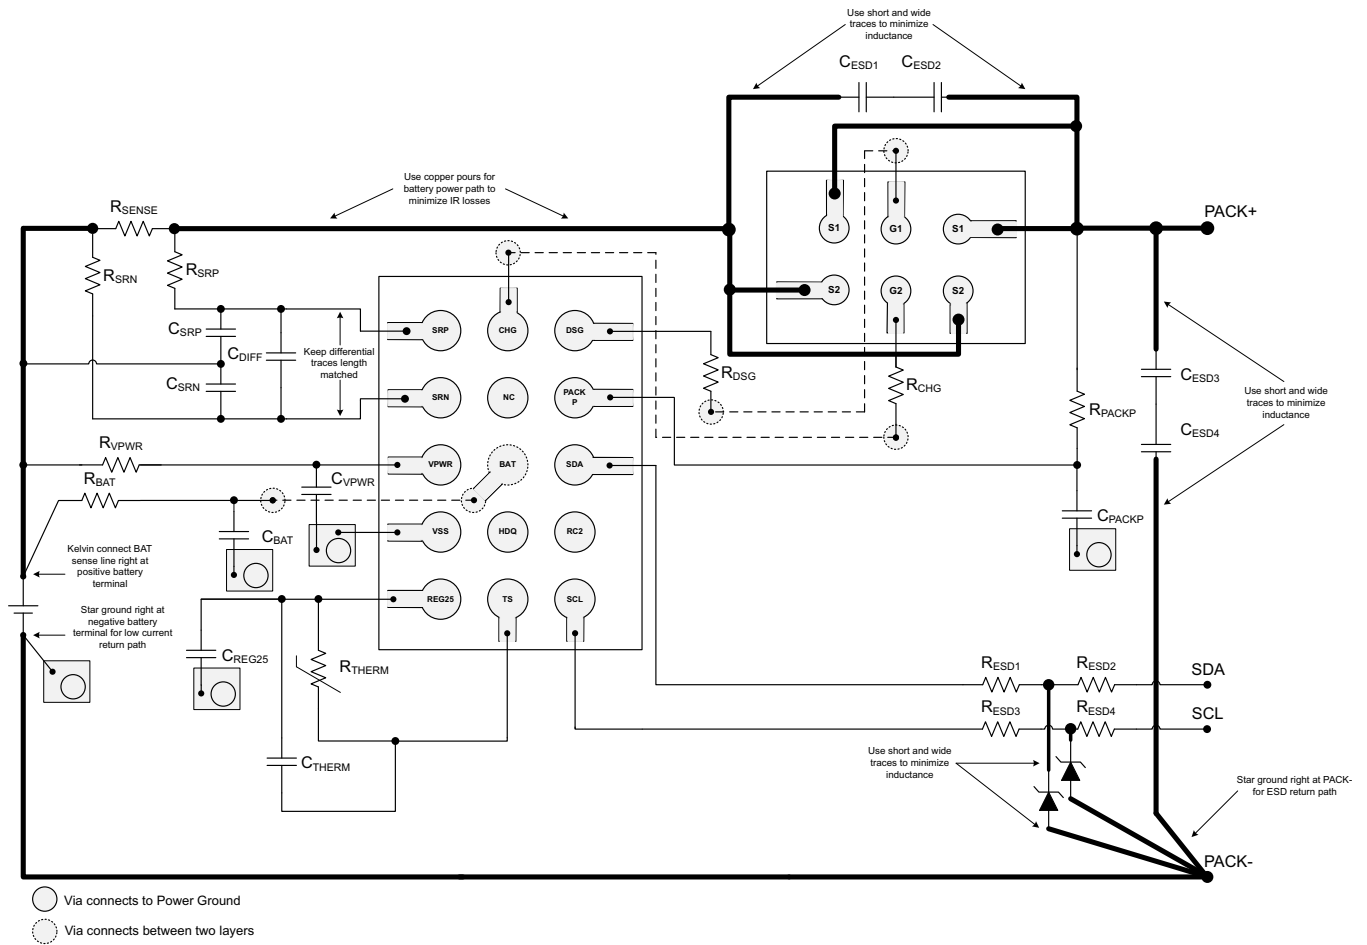 Use short and wide
traces to minimize
inductance
CESD1
CESD2
Use copper pours for
battery power path to
minimize IR losses
RSENSE
PACK+
S1
G1
S1
RSRN
RSRP
S2
G2
S2
CSRP
CDIFF
Keep differential
traces length
matched
SRP
CHG
DSG
RDSG
RCHG
CESD3
CSRN
SRN
NC
PACK
P
RPACKP
Use short and wide
traces to minimize
inductance
CESD4
RVPWR
VPWR
BAT
SDA
RBAT
CVPWR
CPACKP
CBAT
VSS
HDQ
RC2
Kelvin connect BAT
sense line right at
positive battery
terminal
REG25
TS
SCL
Star ground right at
negative battery
terminal for low current
return path
CREG25
RTHERM
RESD1
RESD2
SDA
RESD3
RESD4
SCL
CTHERM
Use short and wide
traces to minimize
inductance
Star ground right at PACK-
for ESD return path
PACK-
Via connects to Power Ground
Via connects between two layers